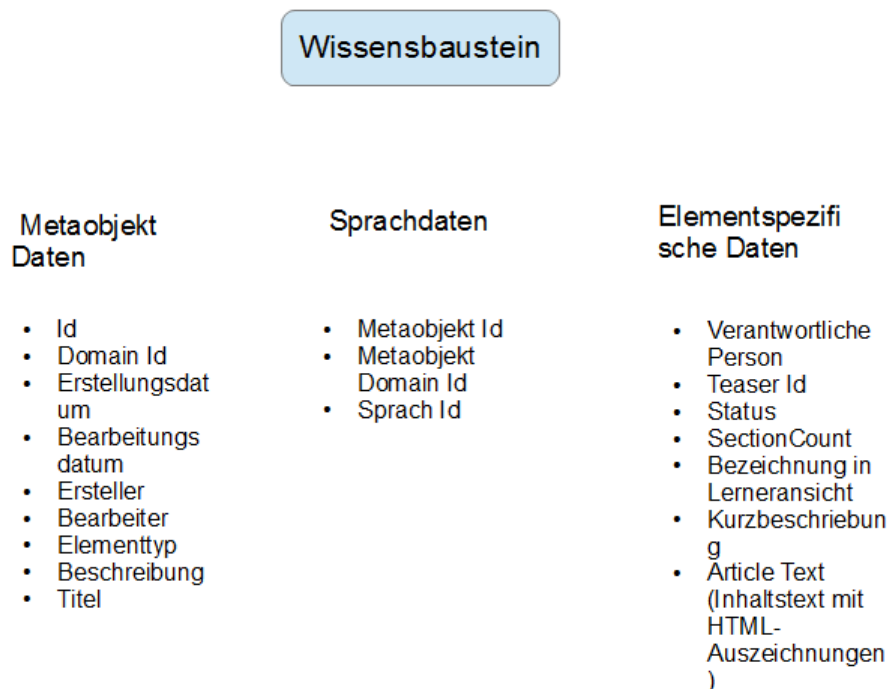 Wissensbaustein
Metaobjekt
Daten
• Id
• Domain Id
• Erstellungsdat
um
• Bearbeitungs
datum
• Ersteller
• Bearbeiter
• Elementtyp
• Beschreibung
• Titel
Sprachdaten
• Metaobjekt Id
• Metaobjekt
Domain Id
• Sprach Id
Elementspezifi
sche Daten
• Verantwortliche
Person
• Teaser Id
• Status
• SectionCount
• Bezeichnung in
Lerneransicht
• Kurzbeschriebun
g
• Article Text
(Inhaltstext mit
HTML-
Auszeichnungen
)